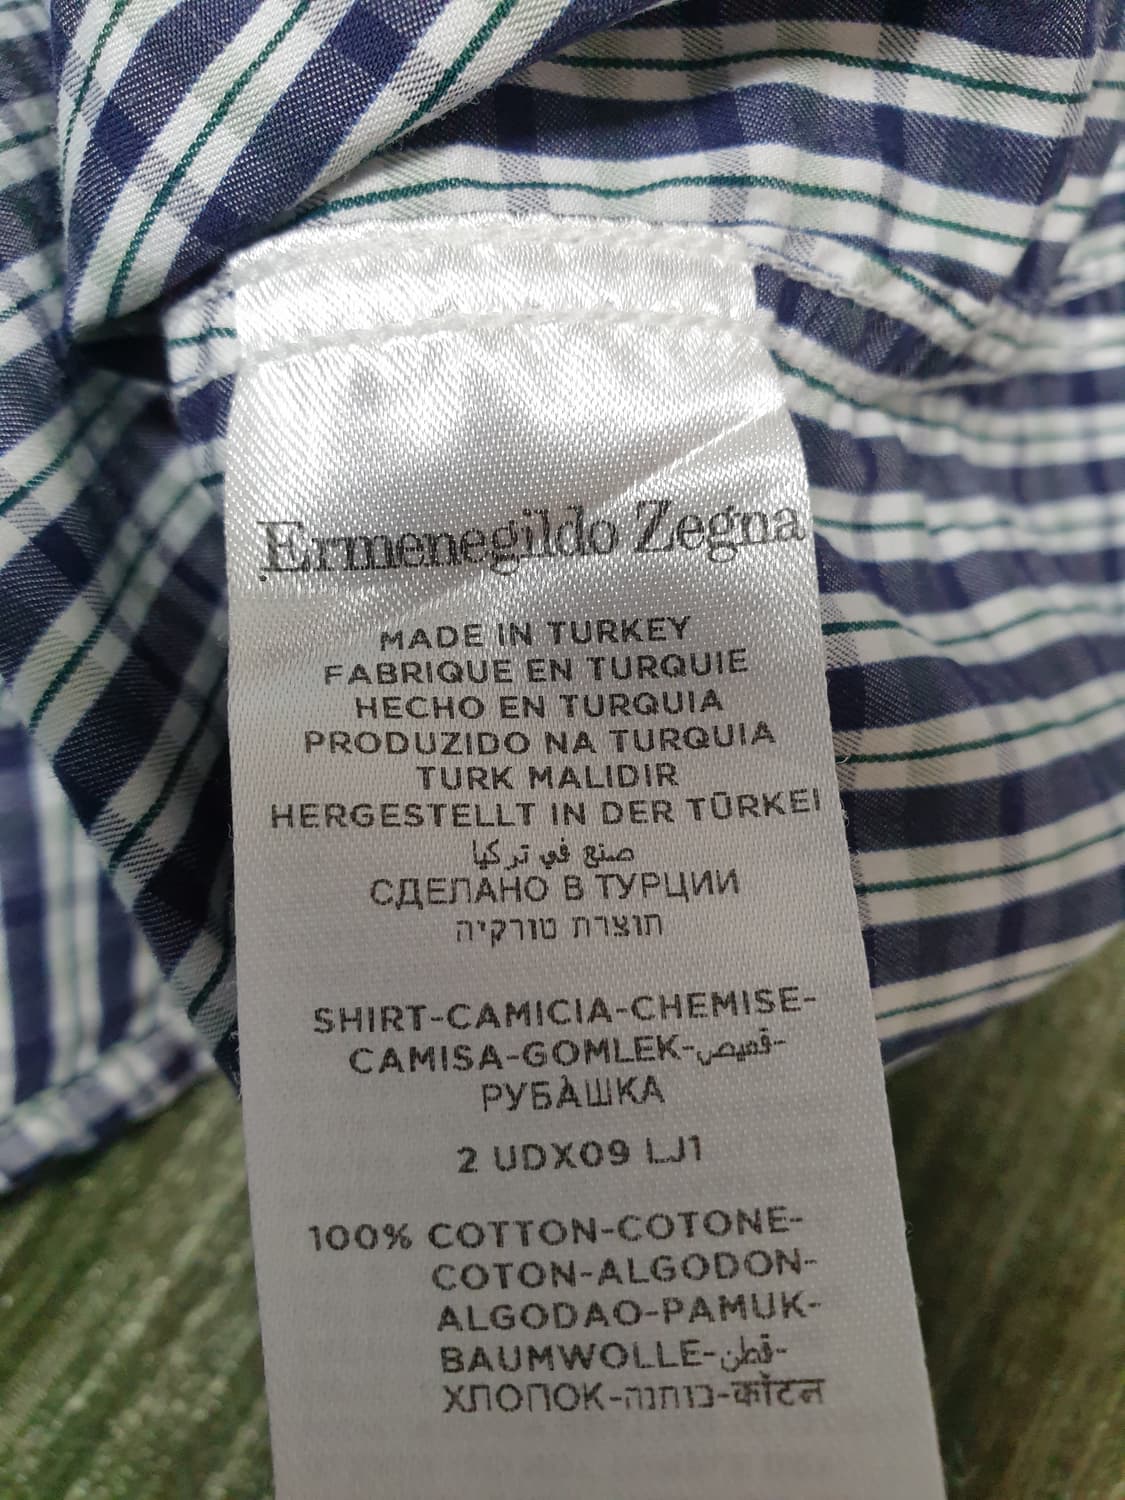 Ermenegildo Zegna
MADE IN TURKEY
FABRIQUE EN TURQUIE
HECHO EN TURQUIA
PRODUZIDO NA TURQUIA
TURK MALIDIR
HERGESTELLT IN DER TÜRKEI
صنع في تركيا
СДЕЛАНО В ТУРЦИИ
תוצרת טורקיה
SHIRT-CAMICIA-CHEMISE-
CAMISA-GOMLEK-قميص-
РУБÀШКА
2 UDX09 LJ1
100% COTTON-COTONE-
COTON-ALGODON-
ALGODAO-PAMUK-
BAUMWOLLE-قطن-
ХЛОПОК-כותנה-कॉटन